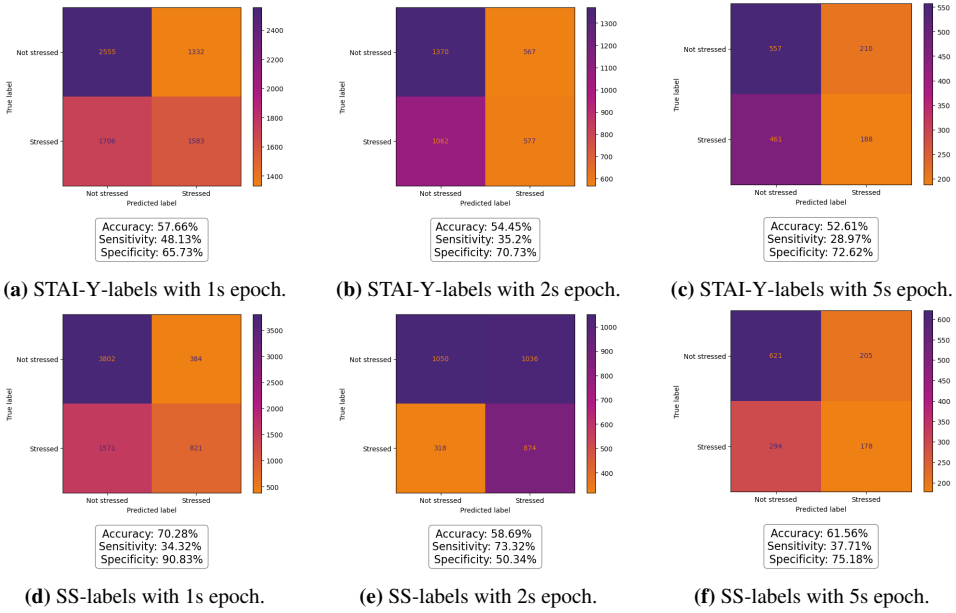 Not stressed
Stressed
True label
2555
1332
1708
1583
Not stressed
Stressed
Predicted label
2400
2200
2000
1800
1600
1400
Accuracy: 57.66%
Sensitivity: 48.13%
Specificity: 65.73%
(a) STAI-Y-labels with 1s epoch.
Not stressed
Stressed
True label
1370
567
1062
577
Not stressed
Stressed
Predicted label
1300
1200
1100
1000
900
800
700
600
Accuracy: 54.45%
Sensitivity: 35.2%
Specificity: 70.73%
(b) STAI-Y-labels with 2s epoch.
Not stressed
Stressed
True label
557
210
461
188
Not stressed
Stressed
Predicted label
550
500
450
400
350
300
250
200
Accuracy: 52.61%
Sensitivity: 28.97%
Specificity: 72.62%
(c) STAI-Y-labels with 5s epoch.
Not stressed
Stressed
True label
3802
384
1571
821
Not stressed
Stressed
Predicted label
3500
3000
2500
2000
1500
1000
500
Accuracy: 70.28%
Sensitivity: 34.32%
Specificity: 90.83%
(d) SS-labels with 1s epoch.
Not stressed
Stressed
True label
1050
1036
318
874
Not stressed
Stressed
Predicted label
1000
900
800
700
600
500
400
Accuracy: 58.69%
Sensitivity: 73.32%
Specificity: 50.34%
(e) SS-labels with 2s epoch.
Not stressed
Stressed
True label
621
205
294
178
Not stressed
Stressed
Predicted label
600
550
500
450
400
350
300
250
200
Accuracy: 61.56%
Sensitivity: 37.71%
Specificity: 75.18%
(f) SS-labels with 5s epoch.